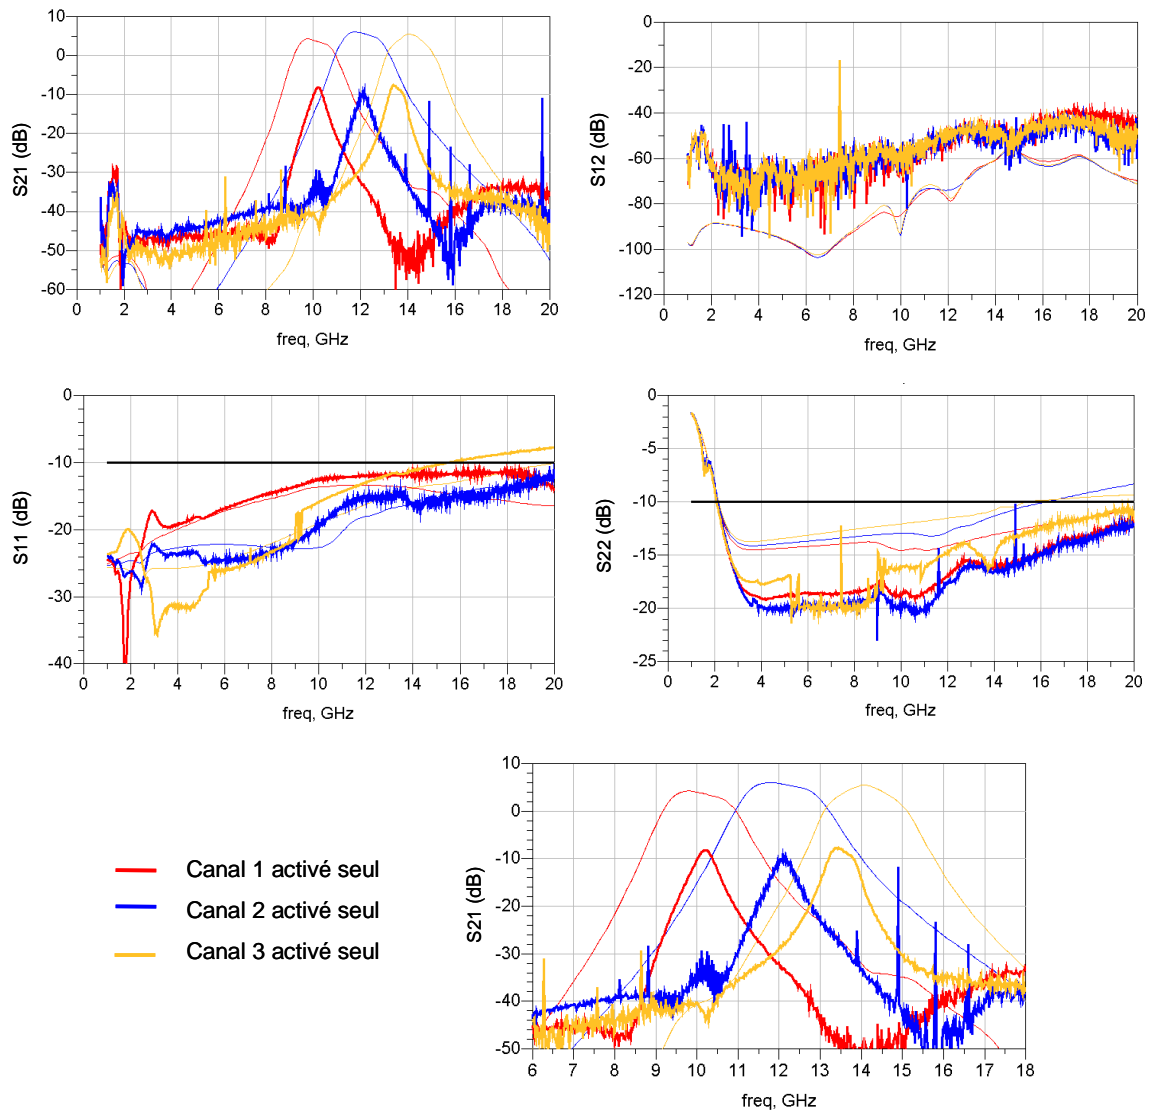 10
0
-10
-20
-30
-40
-50
-60
S21 (dB)
0 2 4 6 8 10 12 14 16 18 20
freq, GHz
0
-20
-40
-60
-80
-100
-120
S12 (dB)
0 2 4 6 8 10 12 14 16 18 20
freq, GHz
0
-10
-20
-30
-40
S11 (dB)
0 2 4 6 8 10 12 14 16 18 20
freq, GHz
0
-5
-10
-15
-20
-25
S22 (dB)
0 2 4 6 8 10 12 14 16 18 20
freq, GHz
Canal 1 activé seul
Canal 2 activé seul
Canal 3 activé seul
10
0
-10
-20
-30
-40
-50
S21 (dB)
6 7 8 9 10 11 12 13 14 15 16 17 18
freq, GHz